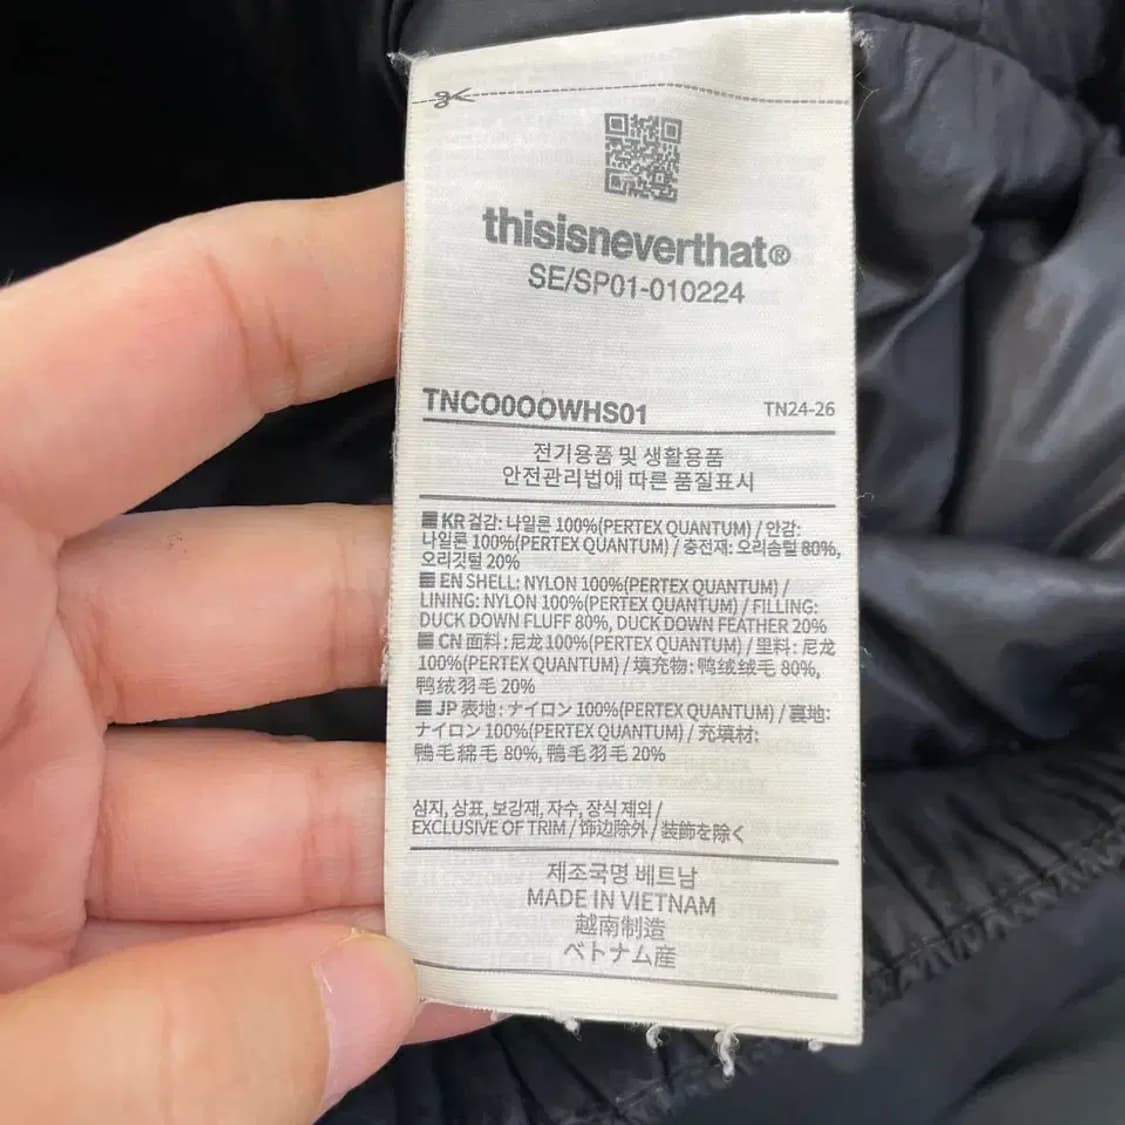 thisisneverthat®
SE/SP01-010224
TNCO0OOWHS01
TN24-26
전기용품 및 생활용품
안전관리법에 따른 품질표시
KR 겉감: 나일론 100%(PERTEX QUANTUM) / 안감:
나일론 100%(PERTEX QUANTUM) / 충전재: 오리솜털 80%,
오리깃털 20%
EN SHELL: NYLON 100%(PERTEX QUANTUM) /
LINING: NYLON 100%(PERTEX QUANTUM) / FILLING:
DUCK DOWN FLUFF 80%, DUCK DOWN FEATHER 20%
CN 面料: 尼龙100%(PERTEX QUANTUM) / 里料: 尼龙
100%(PERTEX QUANTUM) / 填充物: 鸭绒绒毛 80%,
鸭绒羽毛 20%
JP 表地: ナイロン 100%(PERTEX QUANTUM) / 裏地:
ナイロン 100%(PERTEX QUANTUM) / 充填材:
鴨毛綿毛 80%, 鴨毛羽毛 20%
심지, 상표, 보강재, 자수, 장식 제외 /
EXCLUSIVE OF TRIM / 饰边除外 / 装飾を除く
제조국명 베트남
MADE IN VIETNAM
越南制造
ベトナム産